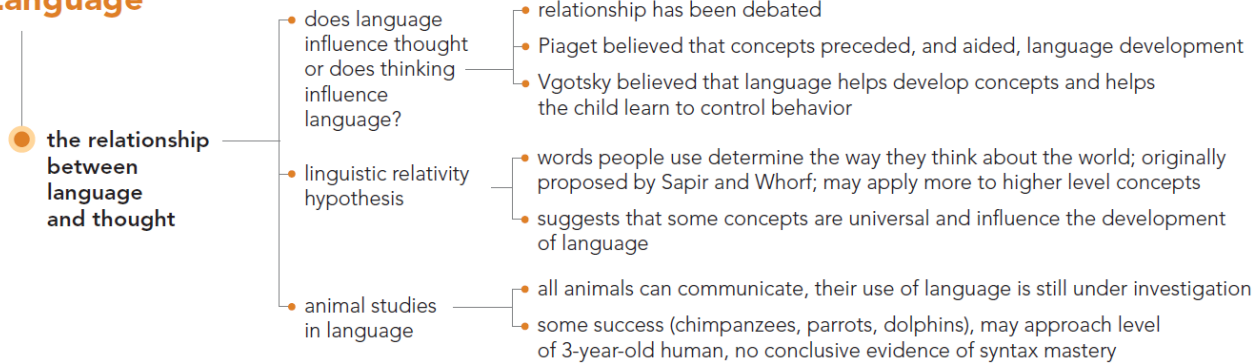 Language
the relationship
between
language
and thought
does language
influence thought
or does thinking
influence
language?
relationship has been debated
Piaget believed that concepts preceded, and aided, language development
Vgotsky believed that language helps develop concepts and helps
the child learn to control behavior
linguistic relativity
hypothesis
words people use determine the way they think about the world; originally
proposed by Sapir and Whorf; may apply more to higher level concepts
suggests that some concepts are universal and influence the development
of language
animal studies
in language
all animals can communicate, their use of language is still under investigation
some success (chimpanzees, parrots, dolphins), may approach level
of 3-year-old human, no conclusive evidence of syntax mastery